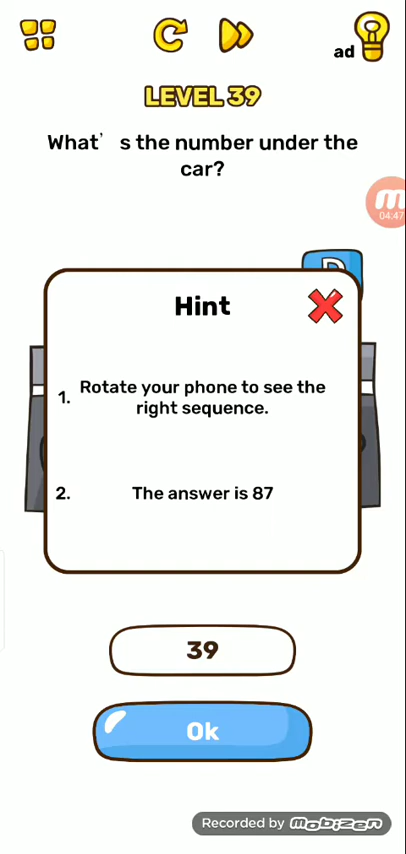 ad
LEVEL 39
What's the number under the
car?
04:47
Hint
Rotate your phone to see the
1.
right sequence.
2. The answer is 87
39
Ok
Recorded by Mobizen